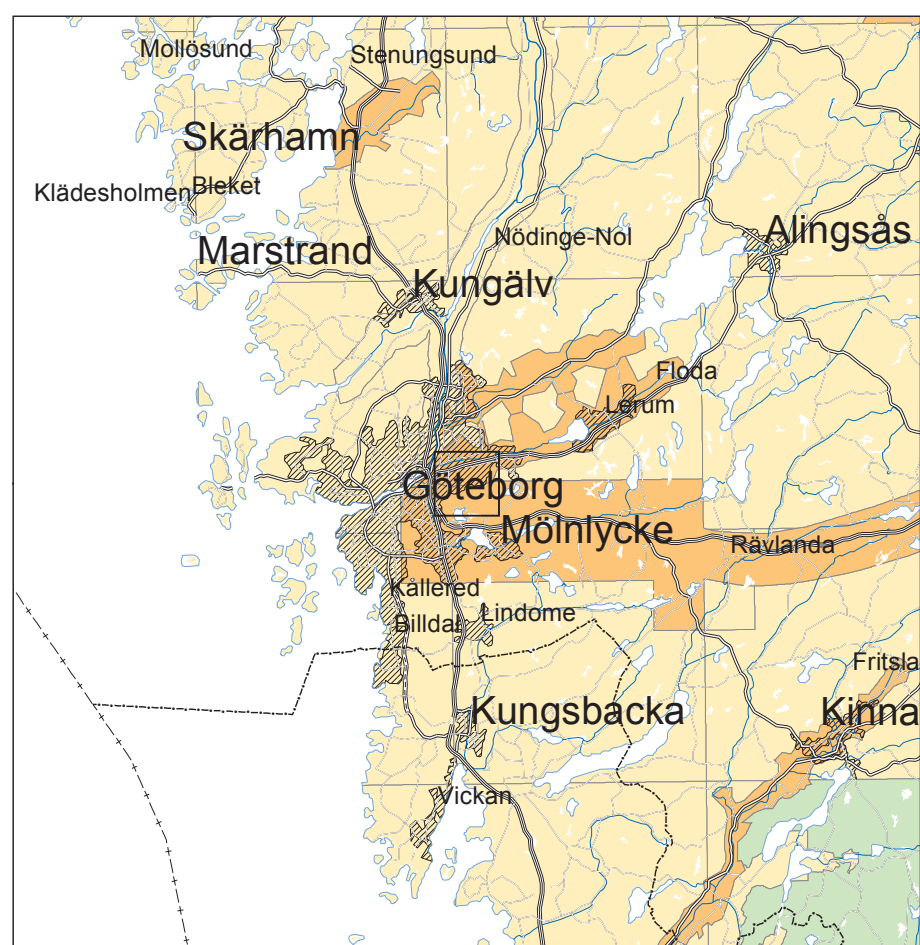 Mollösund
Stenungsund
Skärhamn
Klädesholmen
Bleket
Nödinge-Nol
Alingsås
Marstrand
Kungälv
Floda
Lerum
Göteborg
Mölnlycke
Rävlanda
Kållered
Billdal
Lindome
Fritsla
Kungsbacka
Kinna
Vickan